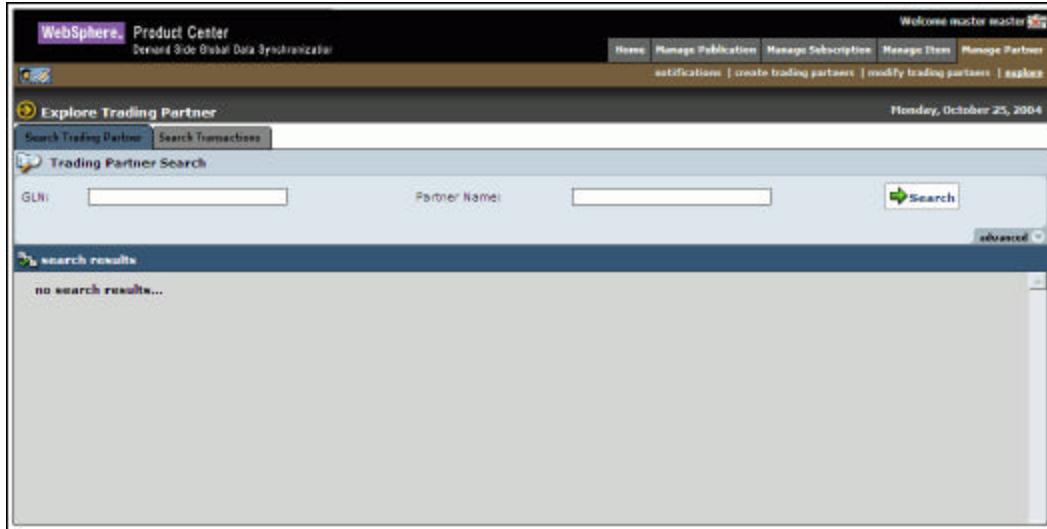 Welcome master master
WebSphere. Product Center
Demand Side Global Data Synchronization
Home Manage Publication Manage Subscription Manage Item Manage Partner
notifications | create trading partners | modify trading partners | explore
Explore Trading Partner Monday, October 25, 2004
Search Trading Partner Search Transactions
Trading Partner Search
GLN: Partner Name: Search
advanced
search results
no search results...